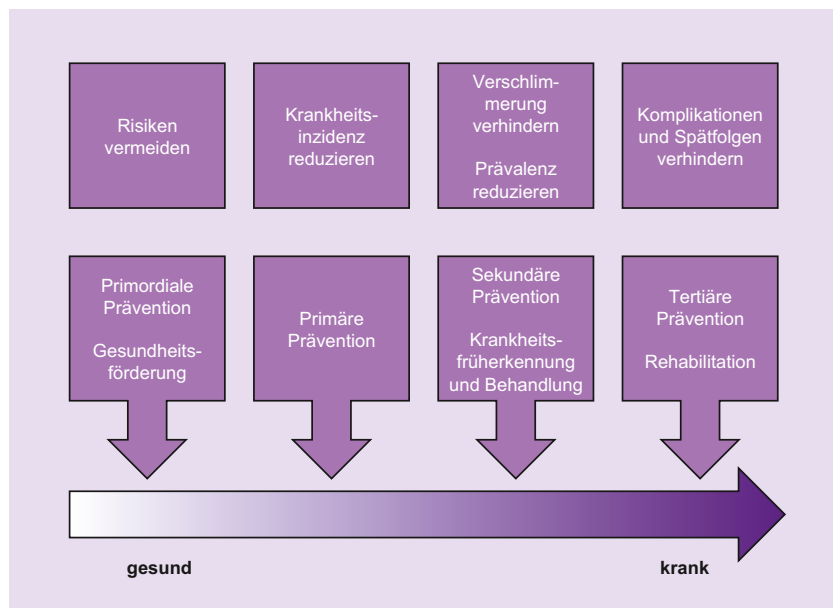 Risiken
vermeiden
Krankheits-
inzidenz
reduzieren
Verschlim-
mmerung
verhindern
Prävalenz
reduzieren
Komplikationen
und Spätfolgen
verhindern
Primordiale
Prävention
Gesundheits-
förderung
Primäre
Prävention
Sekundäre
Prävention
Krankheits-
früherkennung
und Behandlung
Tertiäre
Prävention
Rehabilitation
gesund
krank